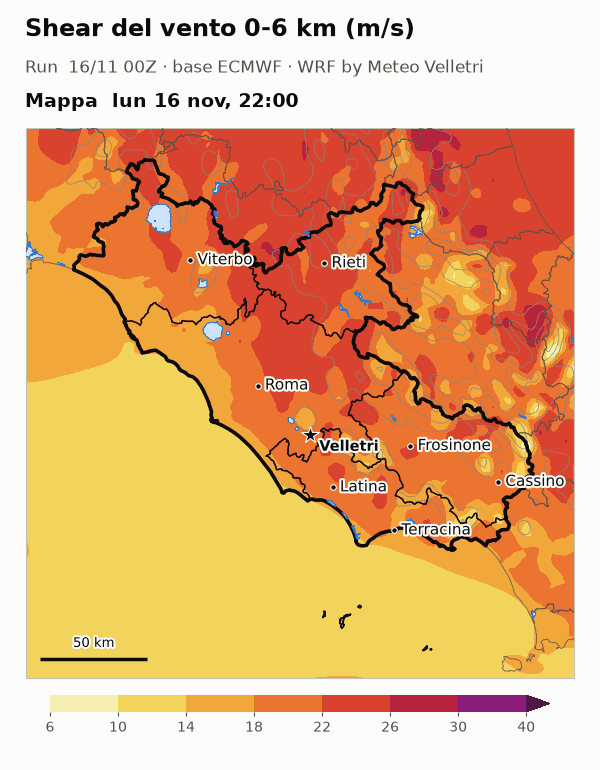 Shear del vento 0-6 km (m/s)
Run  16/11 00Z · base ECMWF · WRF by Meteo Velletri
Mappa  lun 16 nov, 22:00
Viterbo
Rieti
Roma
Velletri
Frosinone
Cassino
Latina
Terracina
50 km
6 10 14 18 22 26 30 40